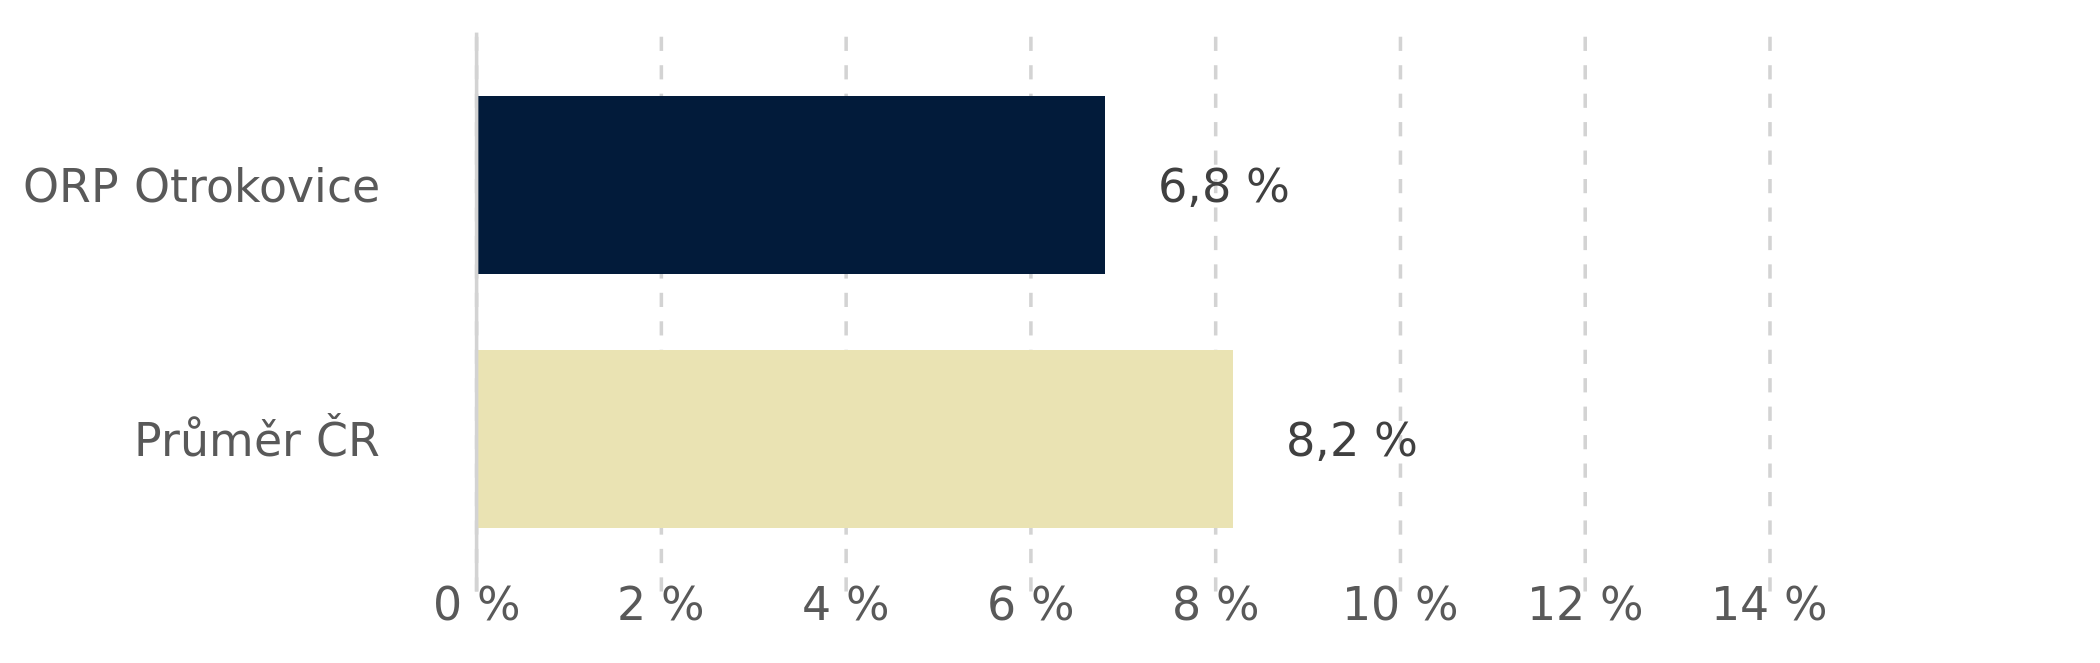 ORP Otrokovice
6,8 %
Průměr ČR
8,2 %
0 % 2 % 4 % 6 % 8 % 10 % 12 % 14 %